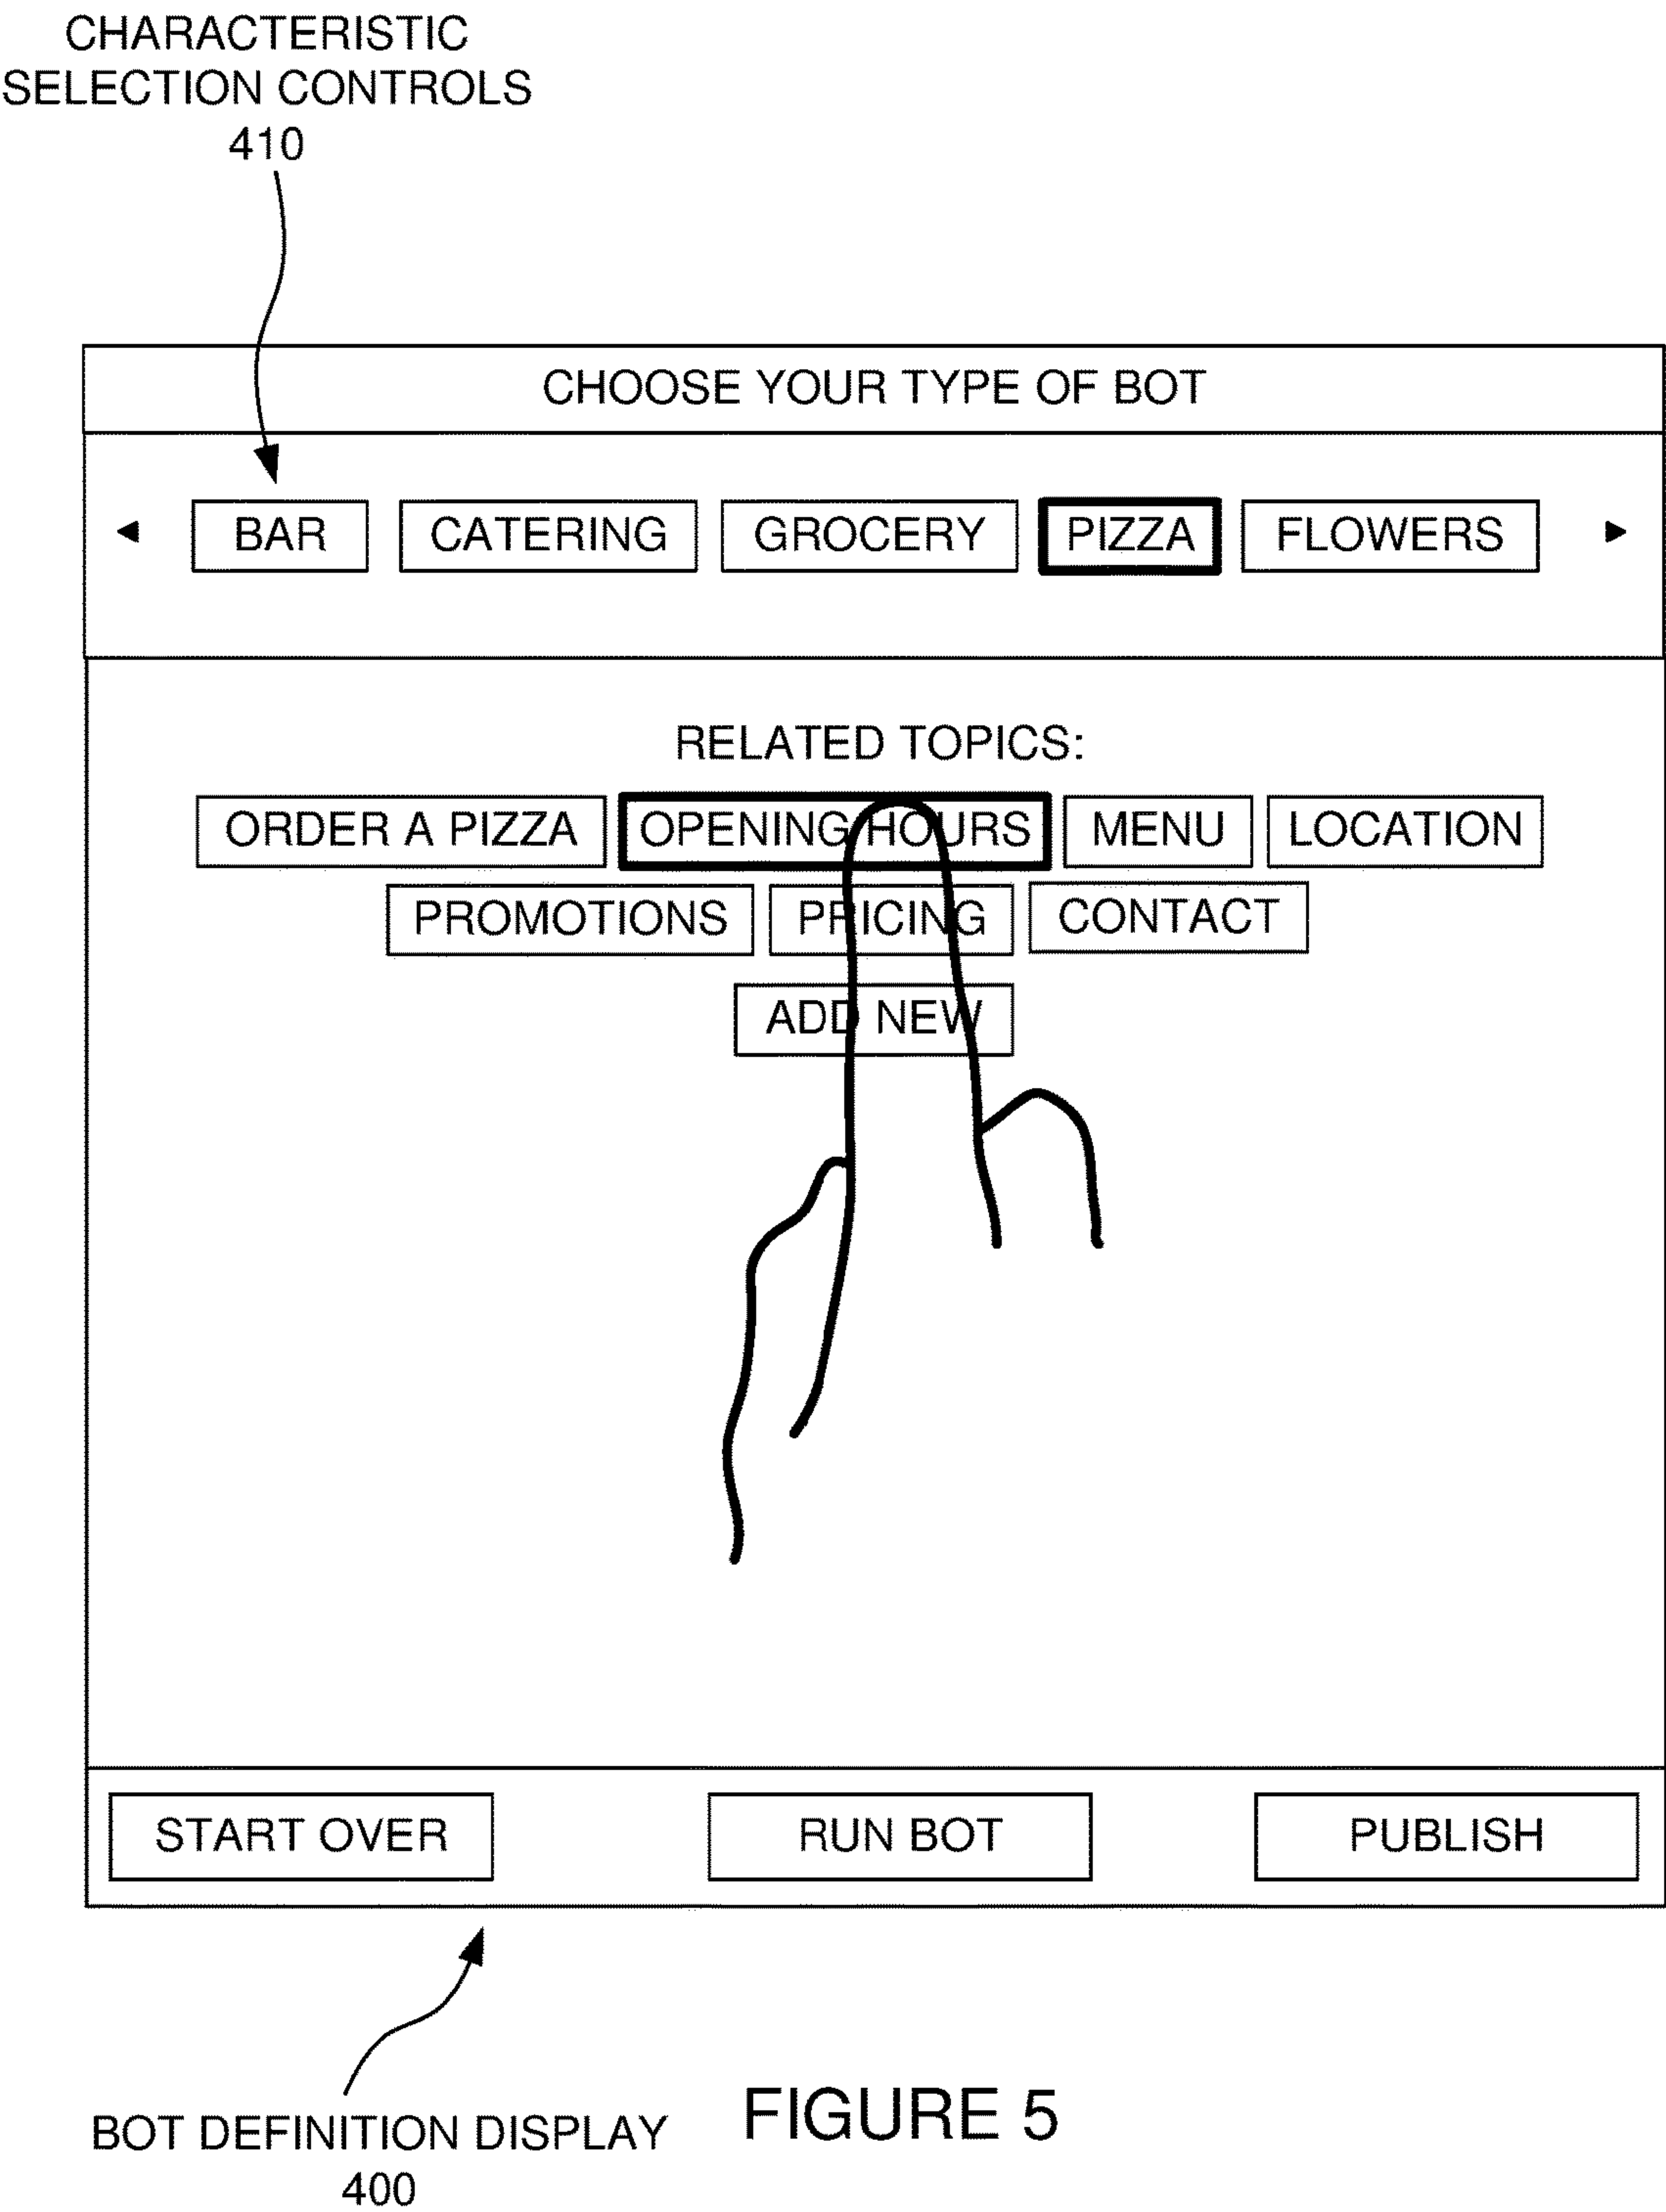 CHARACTERISTIC
SELECTION CONTROLS
410
CHOOSE YOUR TYPE OF BOT
BAR CATERING GROCERY PIZZA FLOWERS
RELATED TOPICS:
ORDER A PIZZA OPENING HOURS MENU LOCATION
PROMOTIONS PRICING CONTACT
ADD NEW
START OVER RUN BOT PUBLISH
BOT DEFINITION DISPLAY
400
FIGURE 5